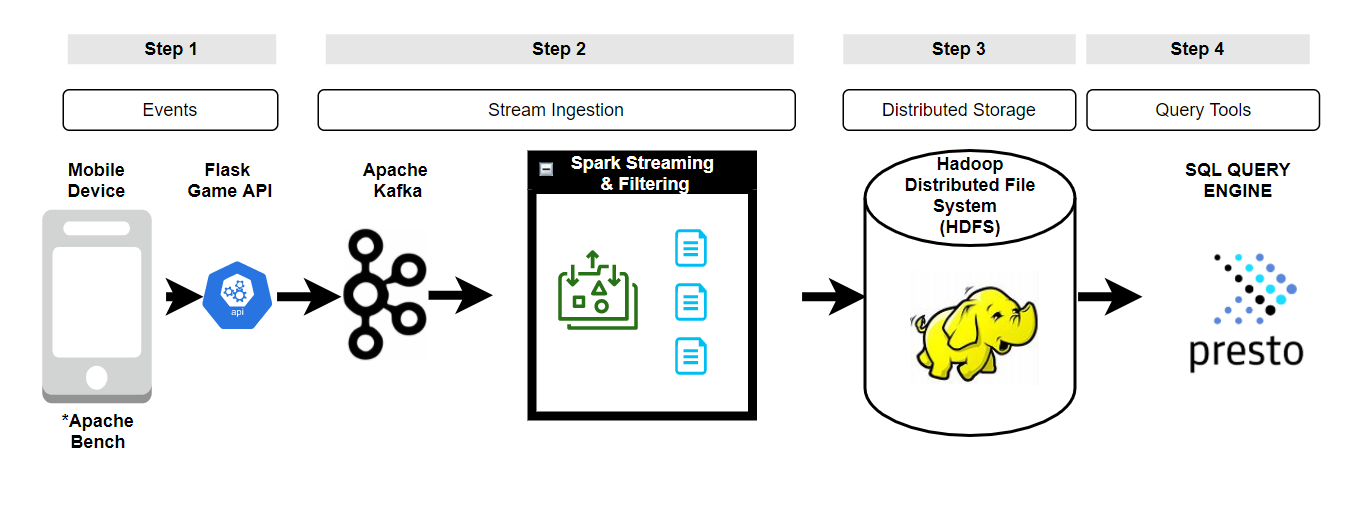 Step 1
Step 2
Step 3
Step 4
Events
Stream Ingestion
Distributed Storage
Query Tools
Mobile
Device
Flask
Game API
Apache
Kafka
Spark Streaming
& Filtering
Hadoop
Distributed File
System
(HDFS)
SQL QUERY
ENGINE
api
presto
*Apache
Bench